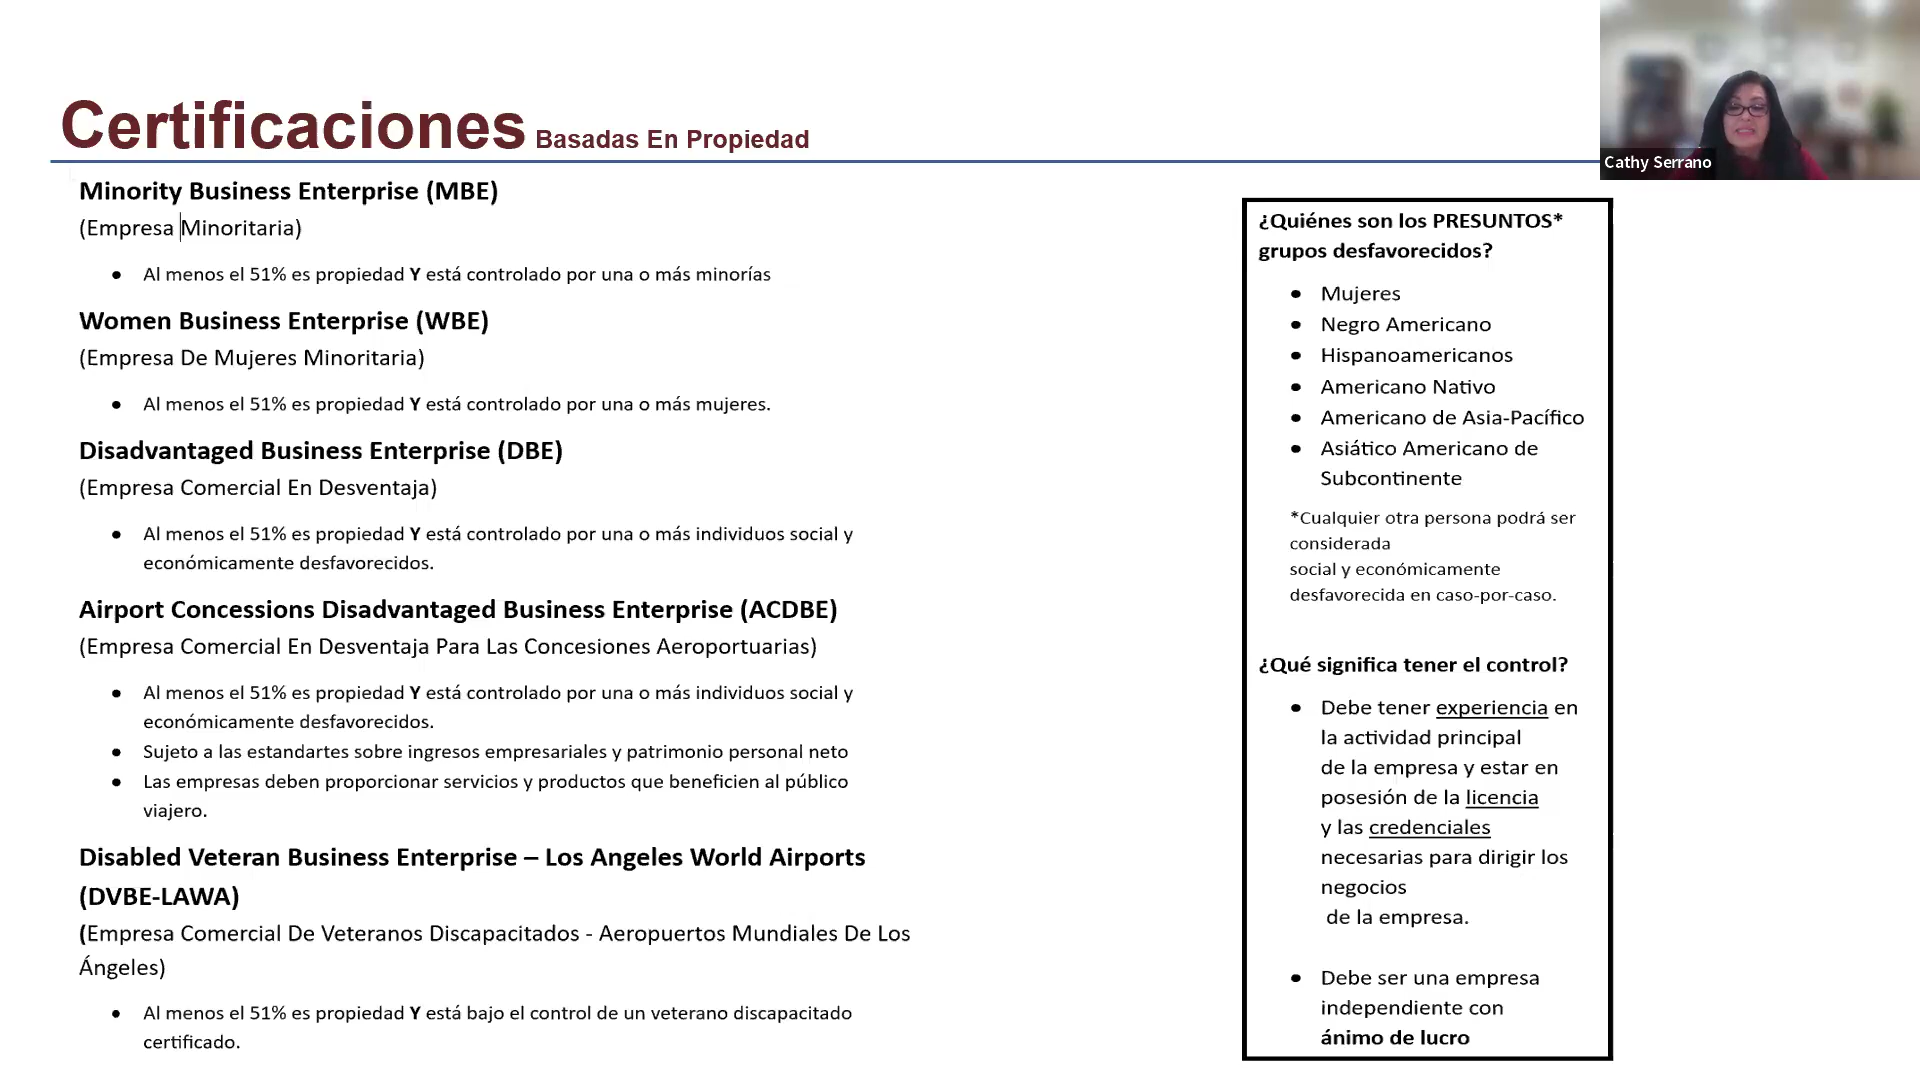 Certificaciones Basadas En Propiedad
Cathy Serrano
Minority Business Enterprise (MBE)
(Empresa Minoritaria)
• Al menos el 51% es propiedad Y está controlado por una o más minorías
Women Business Enterprise (WBE)
(Empresa De Mujeres Minoritaria)
• Al menos el 51% es propiedad Y está controlado por una o más mujeres.
Disadvantaged Business Enterprise (DBE)
(Empresa Comercial En Desventaja)
• Al menos el 51% es propiedad Y está controlado por una o más individuos social y
económicamente desfavorecidos.
Airport Concessions Disadvantaged Business Enterprise (ACDBE)
(Empresa Comercial En Desventaja Para Las Concesiones Aeroportuarias)
• Al menos el 51% es propiedad Y está controlado por una o más individuos social y
económicamente desfavorecidos.
• Sujeto a las estandartes sobre ingresos empresariales y patrimonio personal neto
• Las empresas deben proporcionar servicios y productos que beneficien al público
viajero.
Disabled Veteran Business Enterprise – Los Angeles World Airports
(DVBE-LAWA)
(Empresa Comercial De Veteranos Discapacitados - Aeropuertos Mundiales De Los
Ángeles)
• Al menos el 51% es propiedad Y está bajo el control de un veterano discapacitado
certificado.
¿Quiénes son los PRESUNTOS*
grupos desfavorecidos?
• Mujeres
• Negro Americano
• Hispanoamericanos
• Americano Nativo
• Americano de Asia-Pacífico
• Asiático Americano de
Subcontinente
*Cualquier otra persona podrá ser
considerada
social y económicamente
desfavorecida en caso-por-caso.
¿Qué significa tener el control?
• Debe tener experiencia en
la actividad principal
de la empresa y estar en
posesión de la licencia
y las credenciales
necesarias para dirigir los
negocios
de la empresa.
• Debe ser una empresa
independiente con
ánimo de lucro